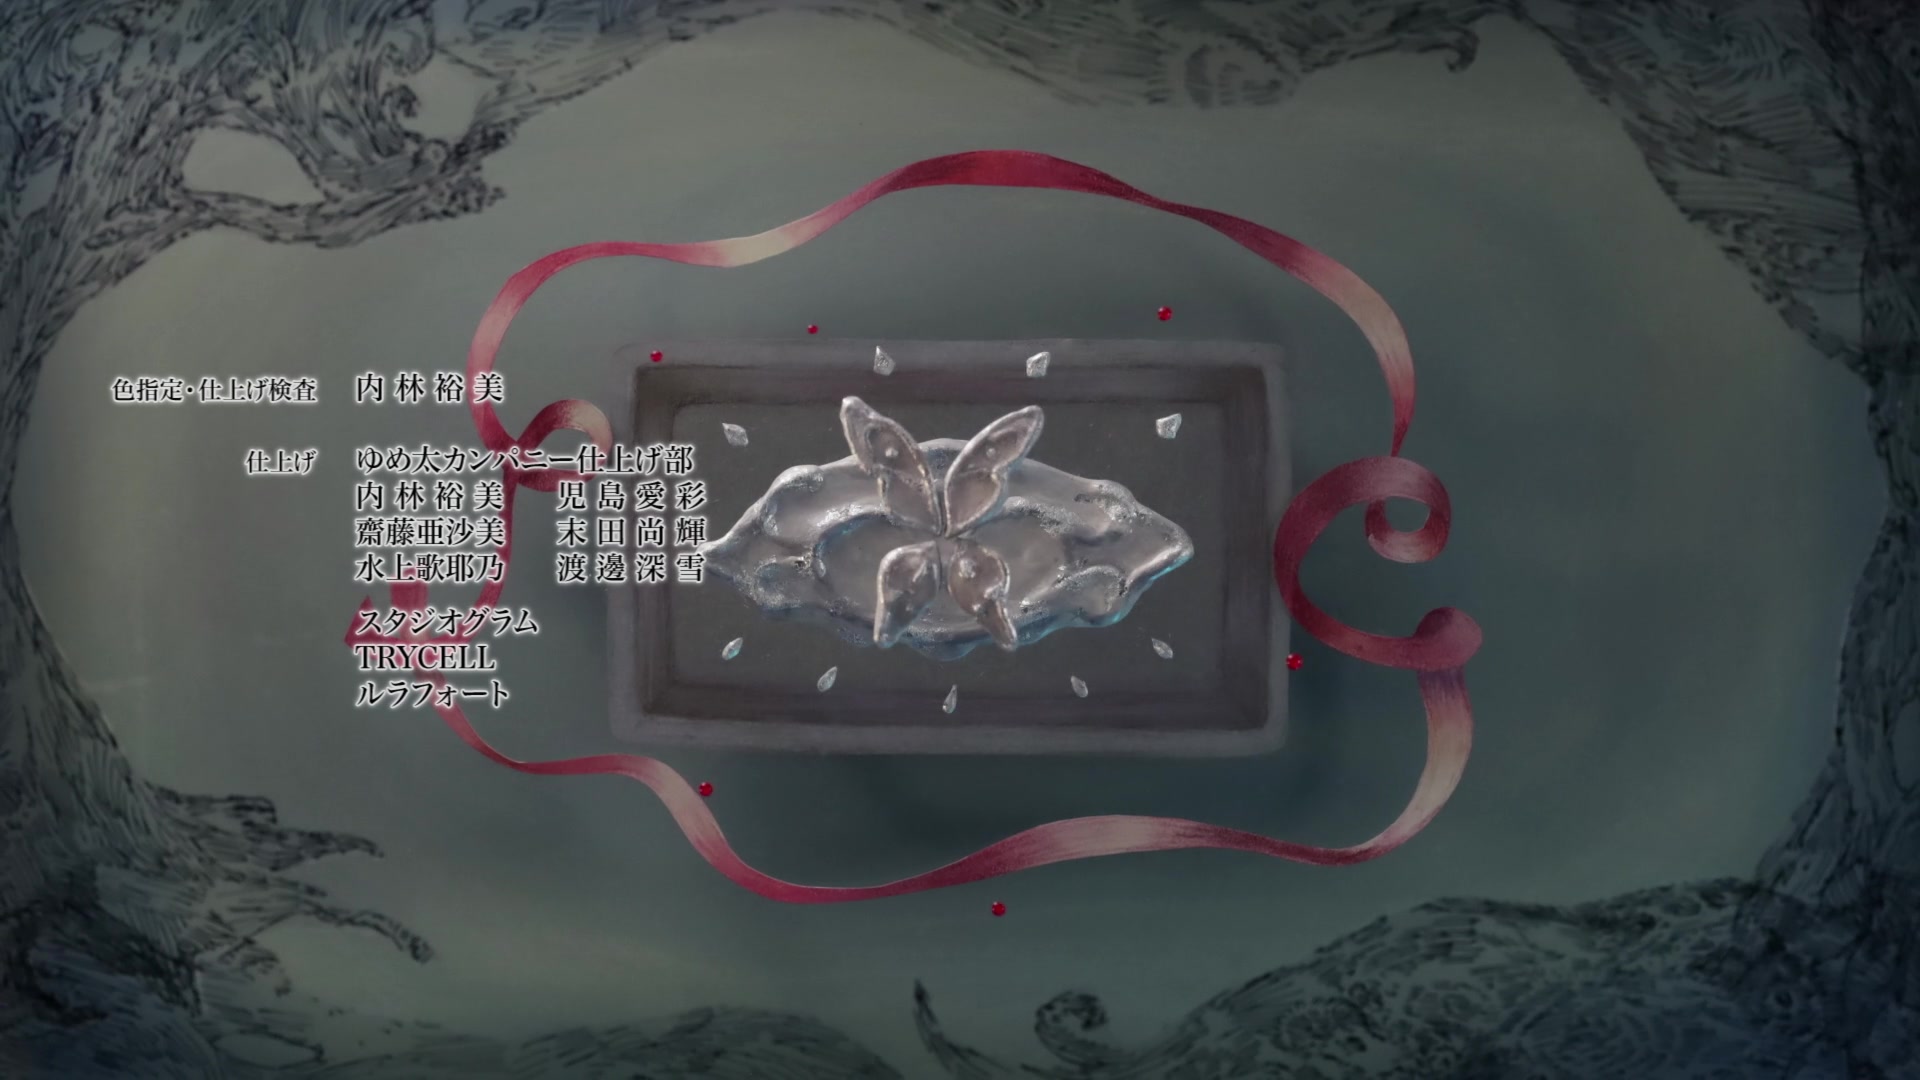 色指定・仕上げ検査 内林裕美
仕上げ ゆめ太カンパニー仕上げ部
内林裕美 児島愛彩
齋藤亜沙美 末田尚輝
水上歌耶乃 渡邊深雪
スタジオグラム
TRYCELL
ルラフォート